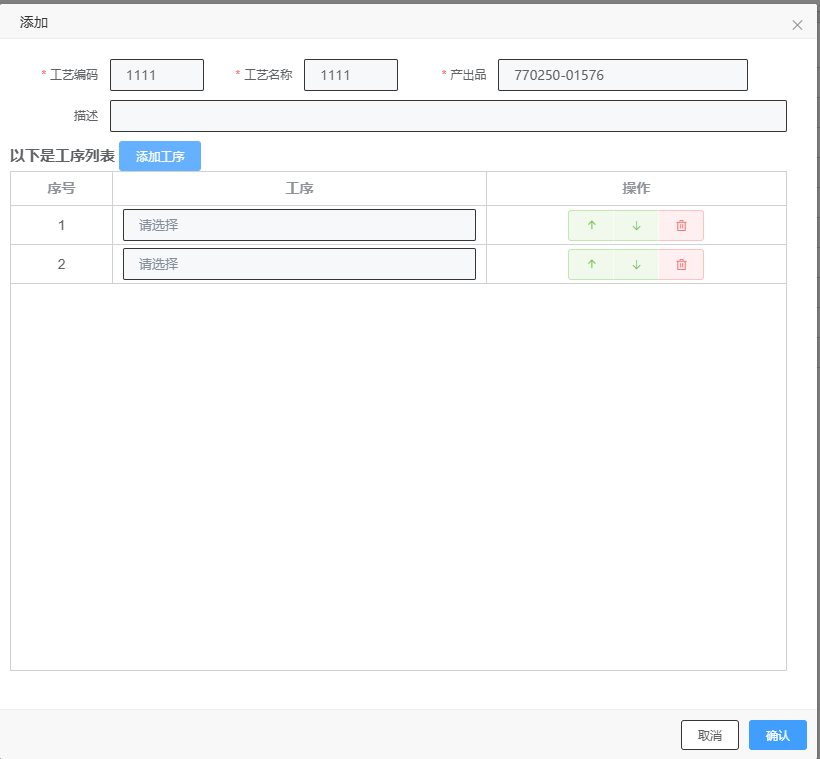 添加
* 工艺编码 1111 * 工艺名称 1111 * 产出品 770250-01576
描述
以下是工序列表 添加工序
序号 工序 操作
1 请选择
2 请选择
取消 确认